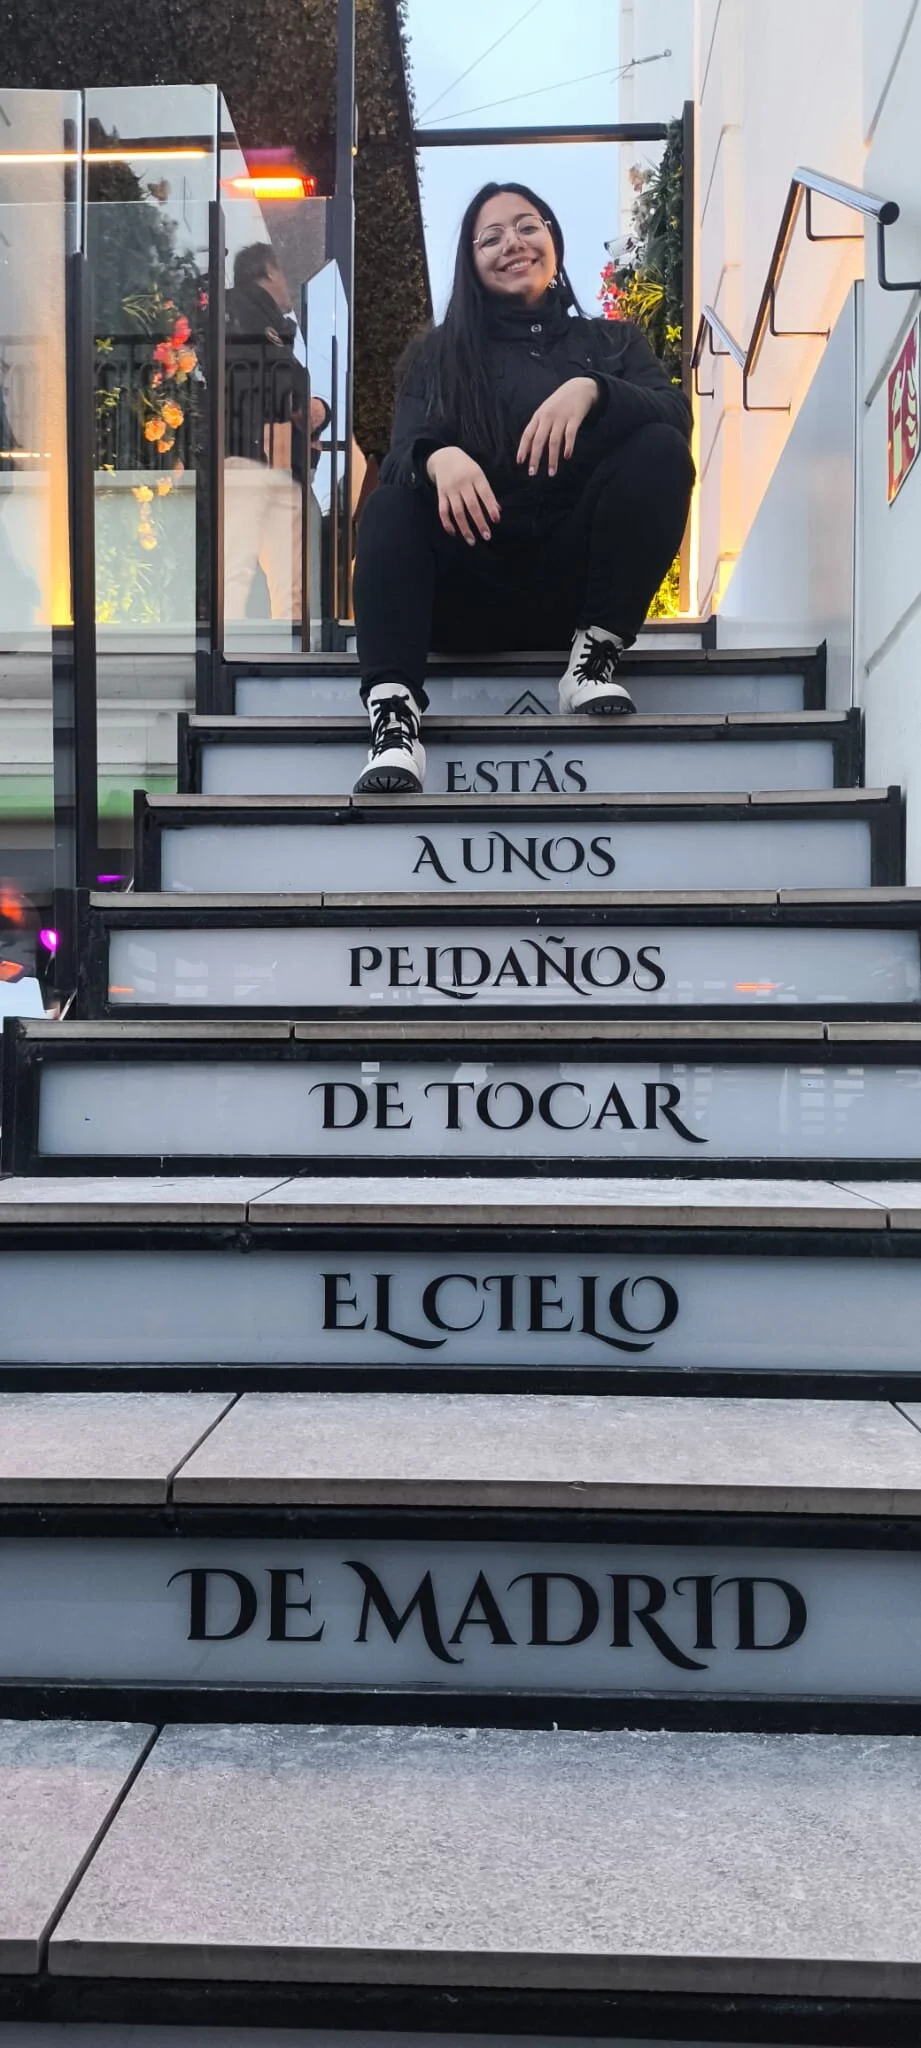 ESTÁS
A UNOS
PELDAÑOS
DE TOCAR
EL CIELO
DE MADRID